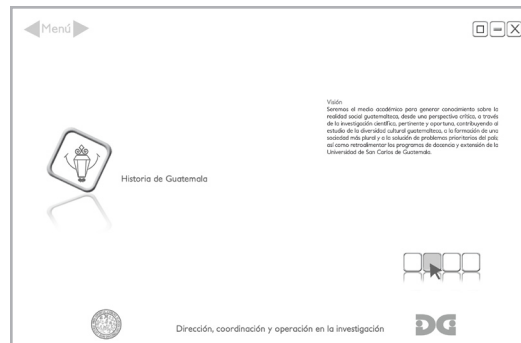 Menú
Visión
Seremos el medio académico para generar conocimiento sobre la
realidad social guatemalteca, desde una perspectiva crítica, a través
de la investigación científica, pertinente y oportuna, contribuyendo al
estudio de la diversidad cultural guatemalteca, a la formación de una
sociedad más plural y a la solución de problemas prioritarios del país
así como retroalimentar los programas de docencia y extensión de la
Universidad de San Carlos de Guatemala.
Historia de Guatemala
Dirección, coordinación y operación en la investigación